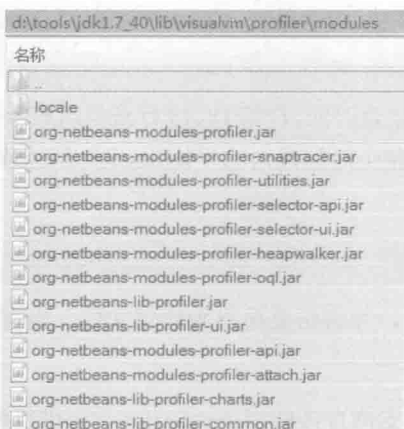 d:\tools\jdk1.7_40\lib\visualvm\profiler\modules
名称
..
locale
org-netbeans-modules-profiler.jar
org-netbeans-modules-profiler-snaptracer.jar
org-netbeans-modules-profiler-utilities.jar
org-netbeans-modules-profiler-selector-api.jar
org-netbeans-modules-profiler-selector-ui.jar
org-netbeans-modules-profiler-heapwalker.jar
org-netbeans-modules-profiler-oql.jar
org-netbeans-lib-profiler.jar
org-netbeans-lib-profiler-ui.jar
org-netbeans-modules-profiler-api.jar
org-netbeans-modules-profiler-attach.jar
org-netbeans-lib-profiler-charts.jar
org-netbeans-lib-profiler-common.jar